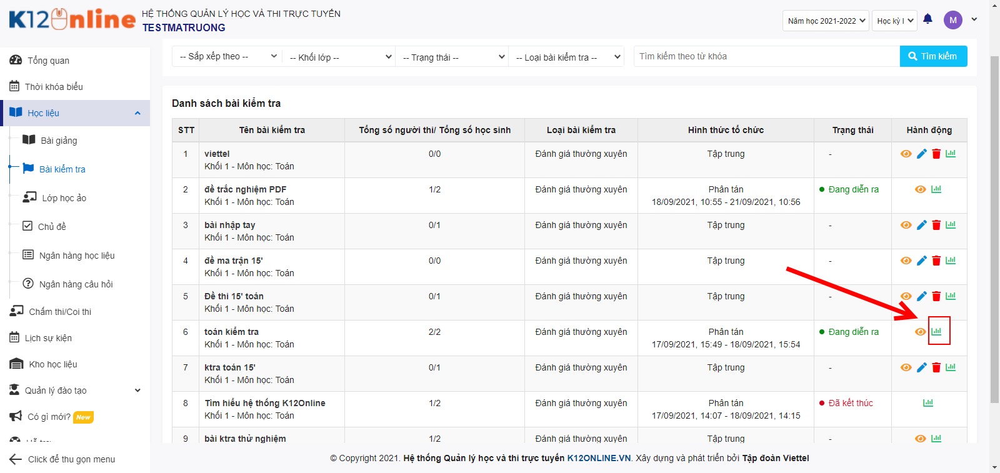 K12Online
HỆ THỐNG QUẢN LÝ HỌC VÀ THI TRỰC TUYẾN
TESTMATRUONG
Năm học 2021-2022
Học kỳ I
M
Tổng quan
Thời khóa biểu
Học liệu
Bài giảng
Bài kiểm tra
Lớp học ảo
Chủ đề
Ngân hàng học liệu
Ngân hàng câu hỏi
Chấm thi/Coi thi
Lịch sự kiện
Kho học liệu
Quản lý đào tạo
Có gì mới? New
Click để thu gọn menu
-- Sắp xếp theo --
-- Khối lớp --
-- Trạng thái --
-- Loại bài kiểm tra --
Tìm kiếm theo từ khóa
Tìm kiếm
Danh sách bài kiểm tra
STT Tên bài kiểm tra Tổng số người thi/ Tổng số học sinh Loại bài kiểm tra Hình thức tổ chức Trạng thái Hành động
1 viettel 0/0 Đánh giá thường xuyên Tập trung -
Khối 1 - Môn học: Toán
2 đề trắc nghiệm PDF 1/2 Đánh giá thường xuyên Phân tán Đang diễn ra
Khối 1 - Môn học: Toán 18/09/2021, 10:55 - 21/09/2021, 10:56
3 bài nhập tay 0/1 Đánh giá thường xuyên Tập trung -
Khối 1 - Môn học: Toán
4 đề ma trận 15' 0/0 Đánh giá thường xuyên Tập trung -
Khối 1 - Môn học: Toán
5 Đề thi 15' toán 0/1 Đánh giá thường xuyên Tập trung -
Khối 1 - Môn học: Toán
6 toán kiểm tra 2/2 Đánh giá thường xuyên Phân tán Đang diễn ra
Khối 1 - Môn học: Toán 17/09/2021, 15:49 - 18/09/2021, 15:54
7 ktra toán 15' 0/1 Đánh giá thường xuyên Tập trung -
Khối 1 - Môn học: Toán
8 Tìm hiểu hệ thống K12Online 1/2 Đánh giá thường xuyên Phân tán Đã kết thúc
Khối 1 - Môn học: Toán 17/09/2021, 14:07 - 18/09/2021, 14:15
9 bài ktra thử nghiệm 1/2 Đánh giá thường xuyên Tập trung -
© Copyright 2021. Hệ thống Quản lý học và thi trực tuyến K12ONLINE.VN. Xây dựng và phát triển bởi Tập đoàn Viettel